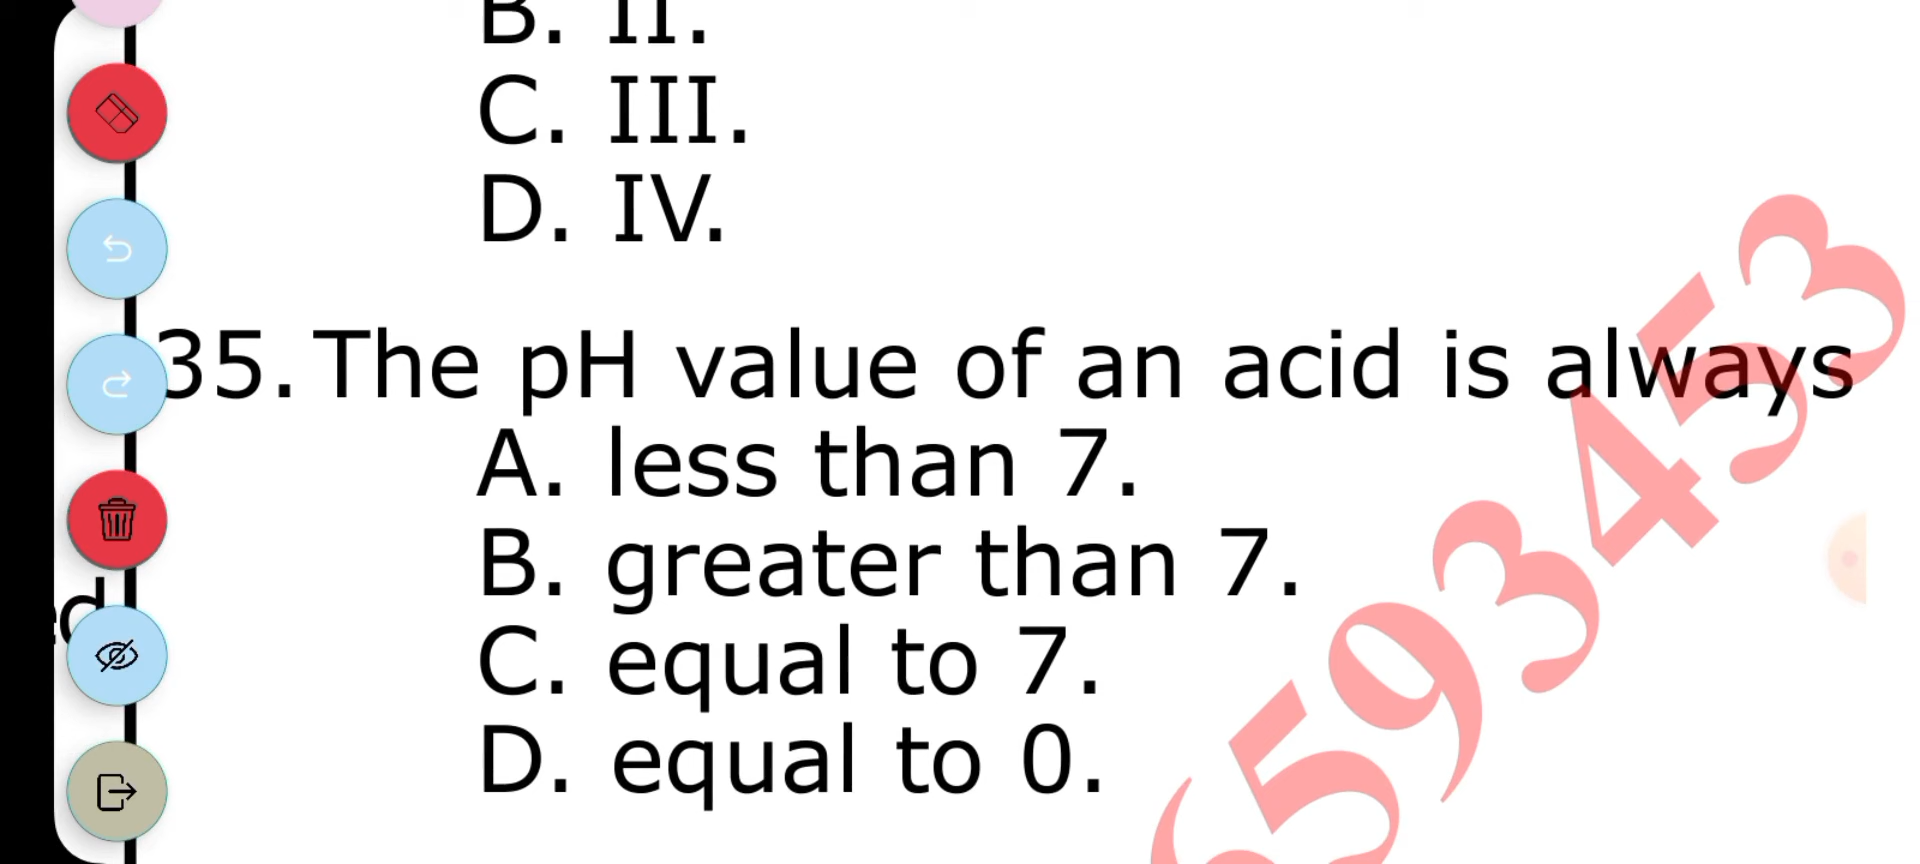 B. II.
C. III.
D. IV.
35. The pH value of an acid is always
A. less than 7.
B. greater than 7.
C. equal to 7.
D. equal to 0.
6593453